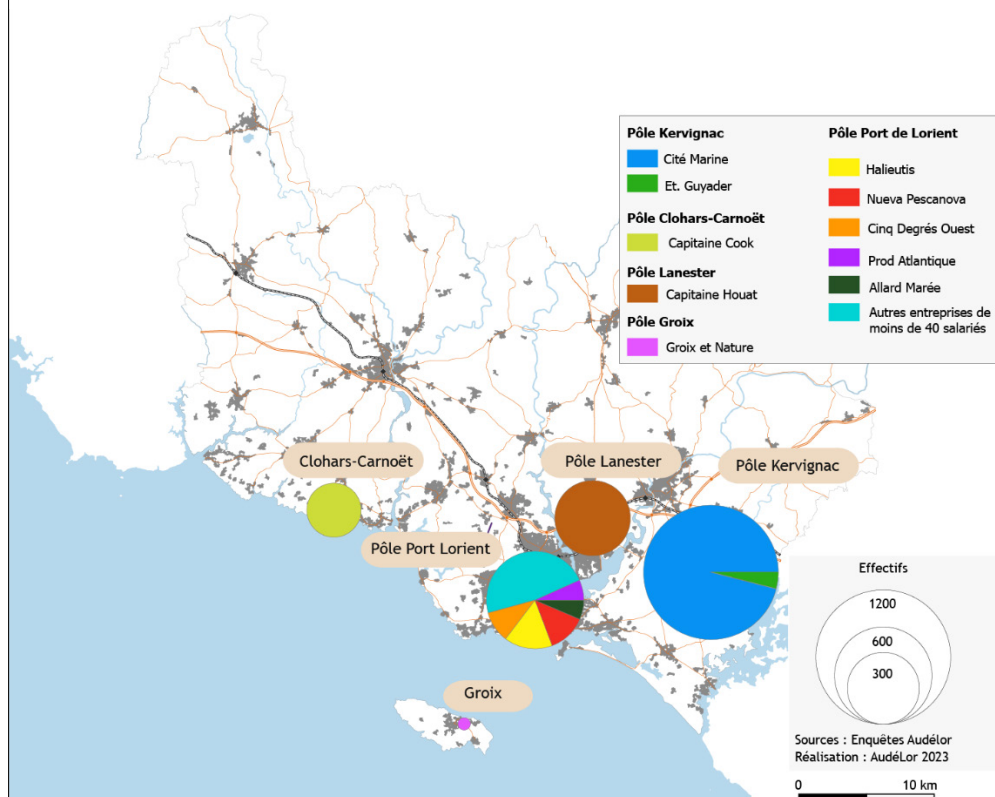 Pôle Kervignac
Cité Marine
Et. Guyader
Pôle Clohars-Carnoët
Capitaine Cook
Pôle Lanester
Capitaine Houat
Pôle Groix
Groix et Nature
Pôle Port de Lorient
Halieutis
Nueva Pescanova
Cinq Degrés Ouest
Prod Atlantique
Allard Marée
Autres entreprises de
moins de 40 salariés
Clohars-Carnoët
Pôle Lanester
Pôle Kervignac
Pôle Port Lorient
Groix
Effectifs
1200
600
300
Sources : Enquêtes Audélor
Réalisation : AudéLor 2023
0 10 km